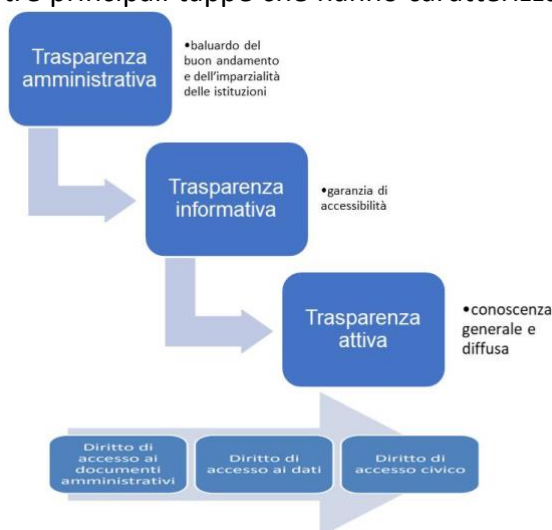 tre principali tappe che hanno caratterizz
Trasparenza
amministrativa
•baluardo del
buon andamento
e dell'imparzialità
delle istituzioni
Trasparenza
informativa
•garanzia di
accessibilità
Trasparenza
attiva
•conoscenza
generale e
diffusa
Diritto di
accesso ai
documenti
amministrativi
Diritto di
accesso ai dati
Diritto di
accesso civico